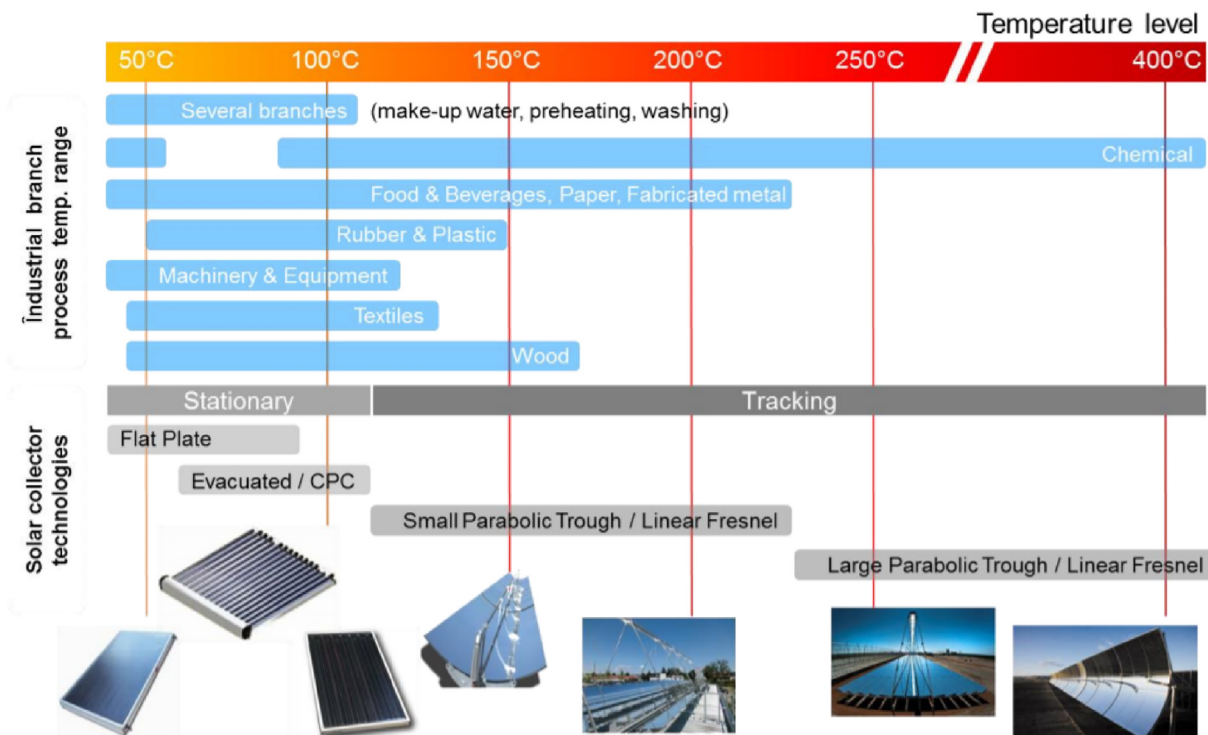 Temperature level
50°C 100°C 150°C 200°C 250°C 400°C
Îndustrial branch
process temp. range
Several branches (make-up water, preheating, washing)
Chemical
Food & Beverages, Paper, Fabricated metal
Rubber & Plastic
Machinery & Equipment
Textiles
Wood
Solar collector
technologies
Stationary Tracking
Flat Plate
Evacuated / CPC
Small Parabolic Trough / Linear Fresnel
Large Parabolic Trough / Linear Fresnel